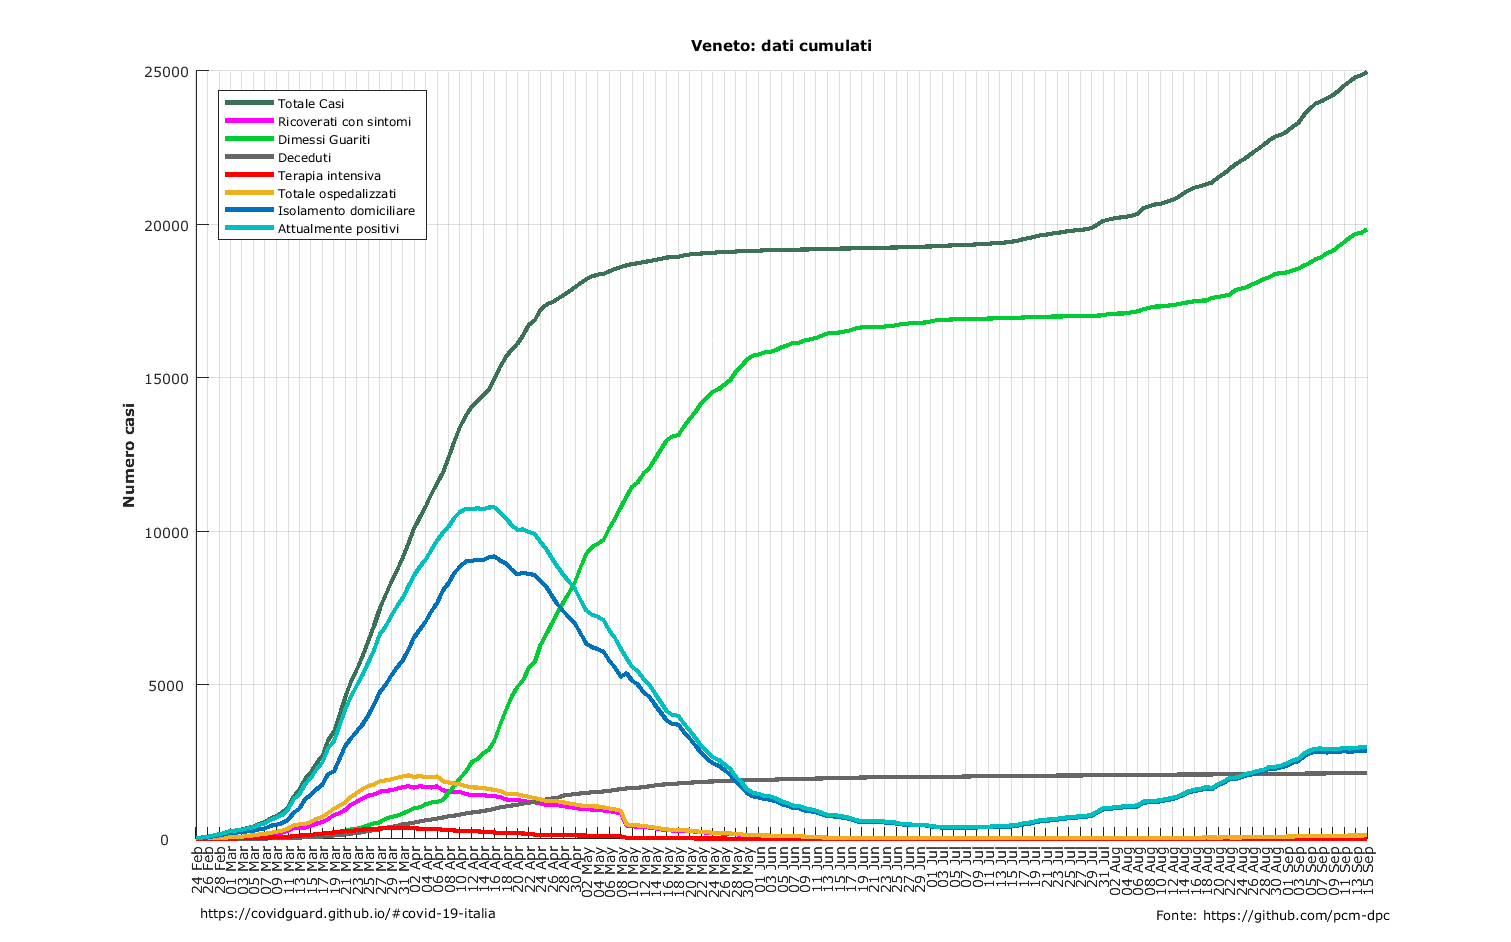 Veneto: dati cumulati
Numero casi
25000
20000
15000
10000
5000
0
Totale Casi
Ricoverati con sintomi
Dimessi Guariti
Deceduti
Terapia intensiva
Totale ospedalizzati
Isolamento domiciliare
Attualmente positivi
24 Feb
26 Feb
28 Feb
01 Mar
03 Mar
05 Mar
07 Mar
09 Mar
11 Mar
13 Mar
15 Mar
17 Mar
19 Mar
21 Mar
23 Mar
25 Mar
27 Mar
29 Mar
31 Mar
02 Apr
04 Apr
06 Apr
08 Apr
10 Apr
12 Apr
14 Apr
16 Apr
18 Apr
20 Apr
22 Apr
24 Apr
26 Apr
28 Apr
30 Apr
02 May
04 May
06 May
08 May
10 May
12 May
14 May
16 May
18 May
20 May
22 May
24 May
26 May
28 May
30 May
01 Jun
03 Jun
05 Jun
07 Jun
09 Jun
11 Jun
13 Jun
15 Jun
17 Jun
19 Jun
21 Jun
23 Jun
25 Jun
27 Jun
29 Jun
01 Jul
03 Jul
05 Jul
07 Jul
09 Jul
11 Jul
13 Jul
15 Jul
17 Jul
19 Jul
21 Jul
23 Jul
25 Jul
27 Jul
29 Jul
31 Jul
02 Aug
04 Aug
06 Aug
08 Aug
10 Aug
12 Aug
14 Aug
16 Aug
18 Aug
20 Aug
22 Aug
24 Aug
26 Aug
28 Aug
30 Aug
01 Sep
03 Sep
05 Sep
07 Sep
09 Sep
11 Sep
13 Sep
15 Sep
https://covidguard.github.io/#covid-19-italia
Fonte: https://github.com/pcm-dpc